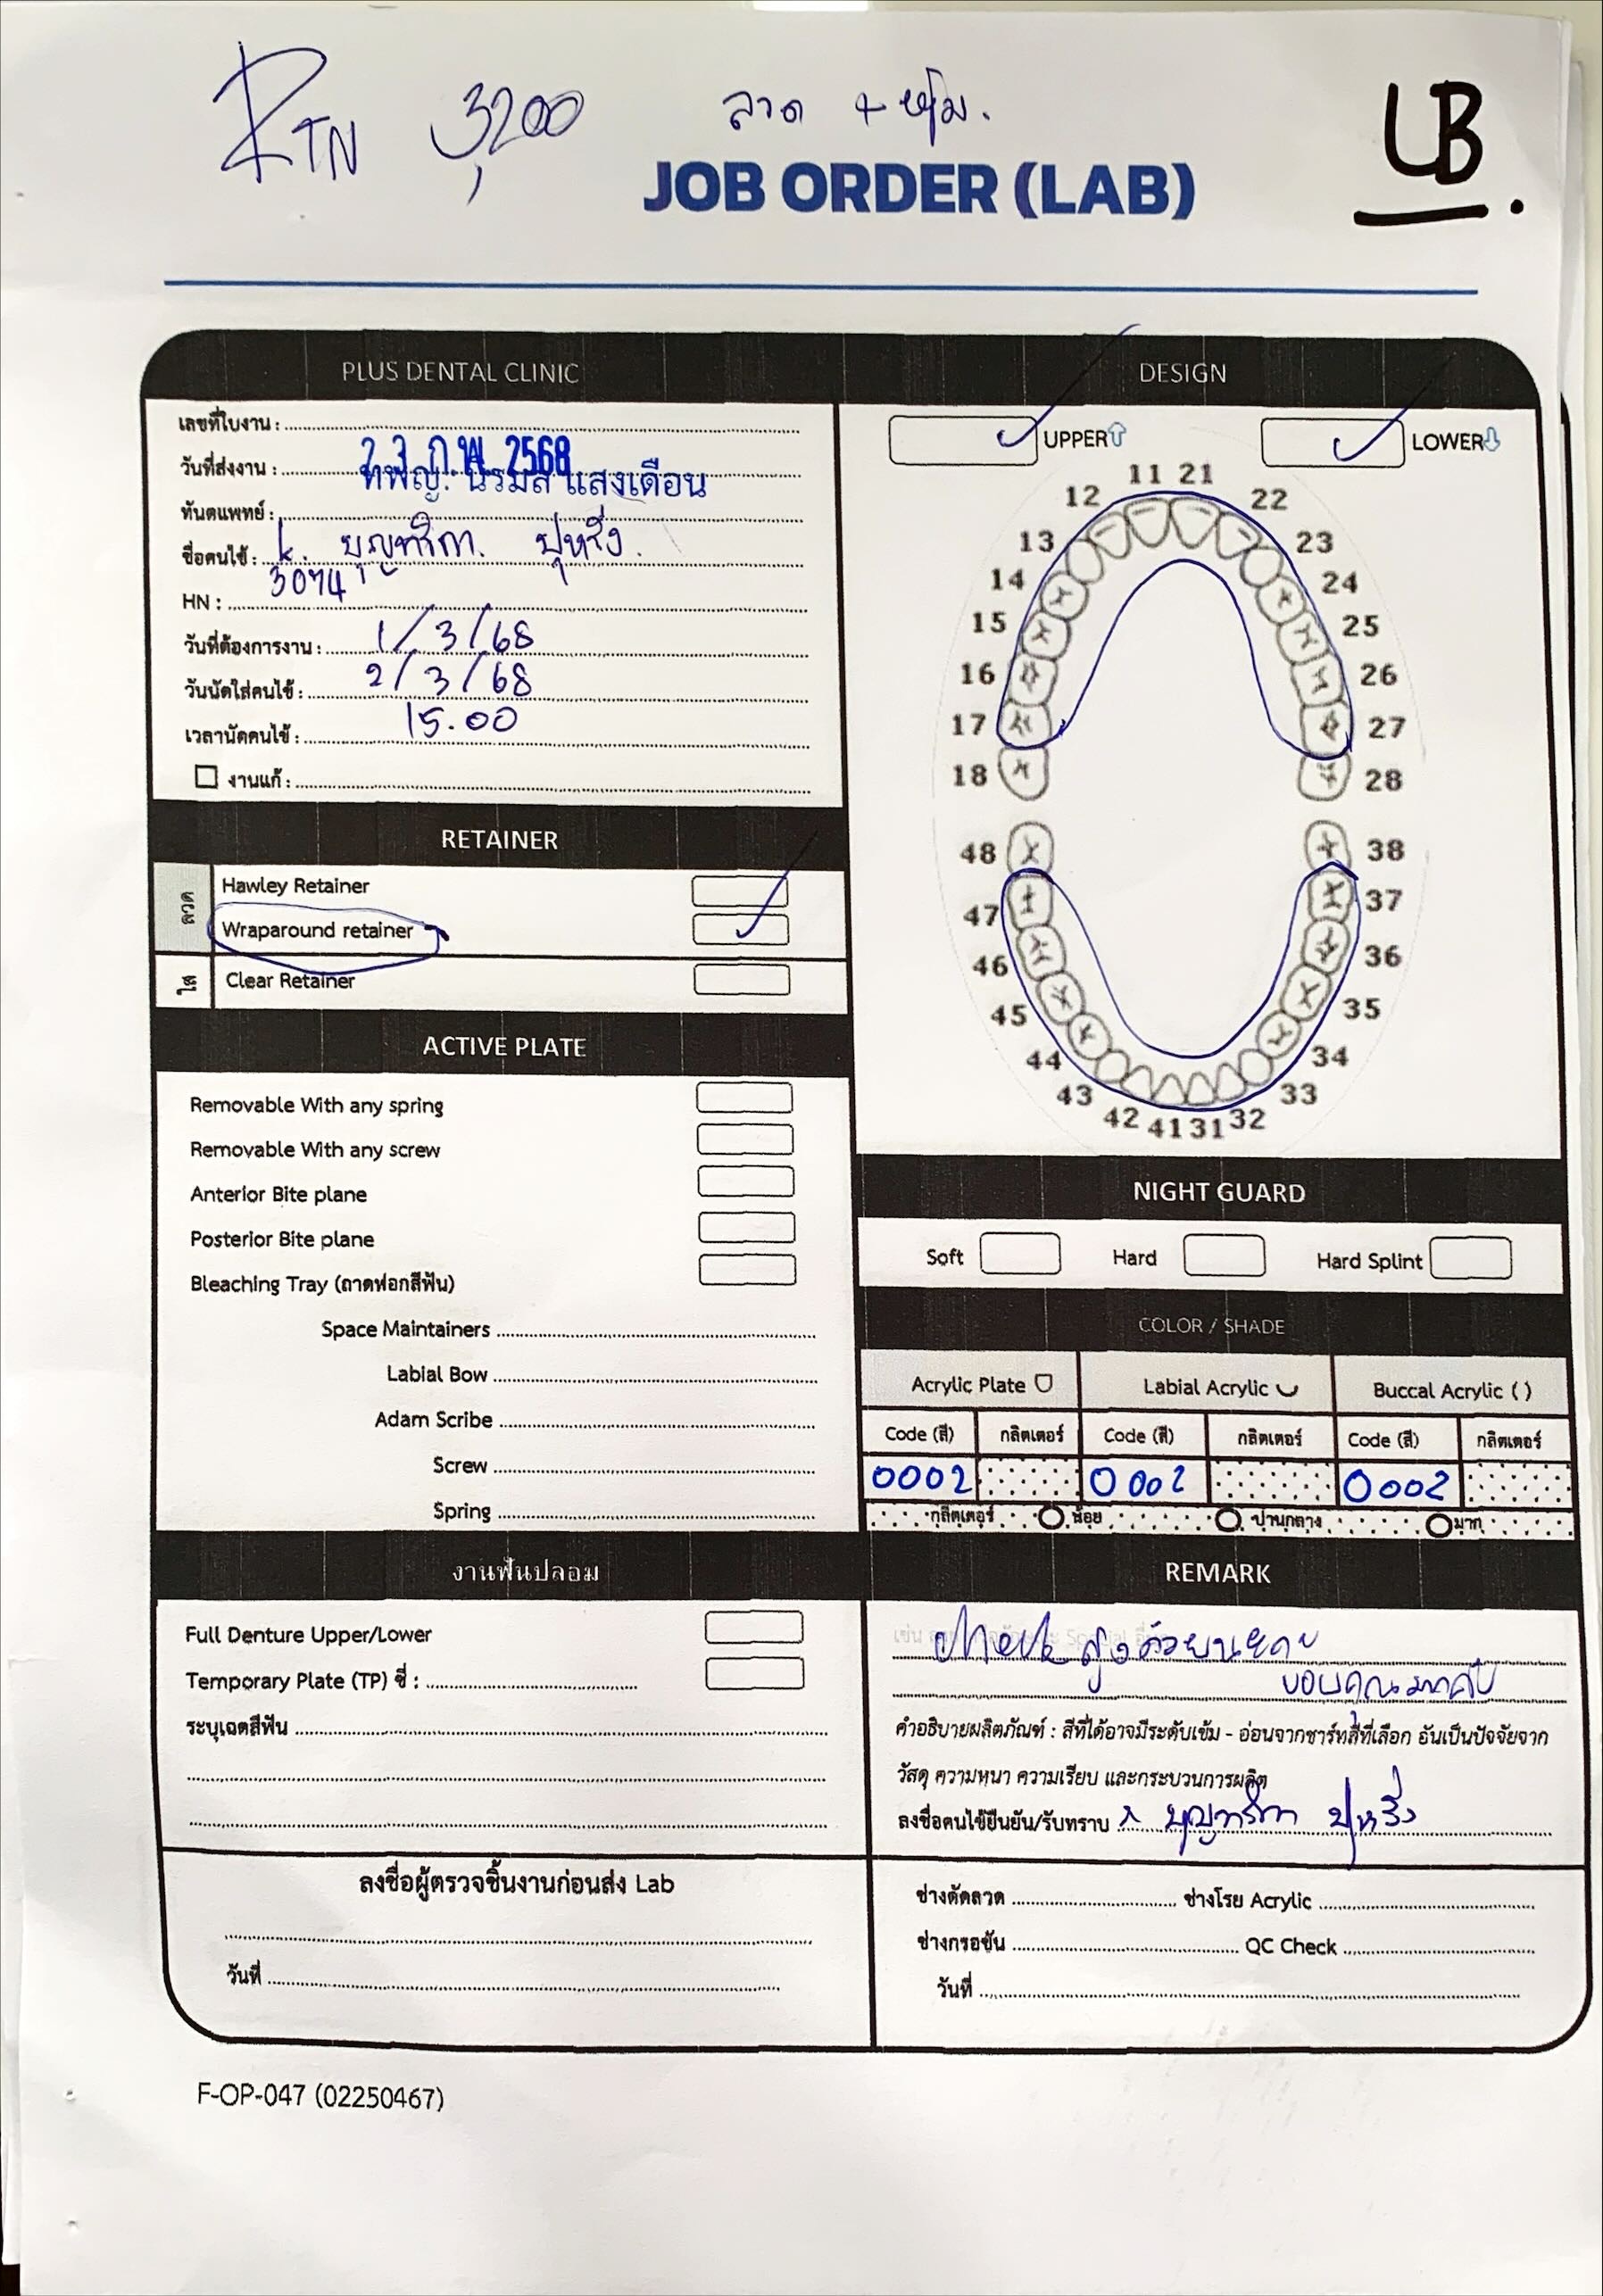 RTN 3,200 ลวด + หุ้ม.
UB.
JOB ORDER (LAB)
PLUS DENTAL CLINIC
เลขที่ใบงาน :
วันที่ส่งงาน : 23 ก.พ. 2568
ทันตแพทย์ : ทพญ. นิรมล แสงเดือน
ชื่อคนไข้ : k. บุญฑริกา ปุหริ่ง.
HN : 3074
วันที่ต้องการงาน : 1/3/68
วันนัดใส่คนไข้ : 2/3/68
เวลานัดคนไข้ : 15.00
งานแก้ :
DESIGN
UPPER
LOWER
11 21
12 22
13 23
14 24
15 25
16 26
17 27
18 28
48 38
47 37
46 36
45 35
44 34
43 33
42 41 31 32
RETAINER
ลวด
Hawley Retainer
Wraparound retainer
ใส
Clear Retainer
ACTIVE PLATE
Removable With any spring
Removable With any screw
Anterior Bite plane
Posterior Bite plane
Bleaching Tray (ถาดฟอกสีฟัน)
Space Maintainers
Labial Bow
Adam Scribe
Screw
Spring
NIGHT GUARD
Soft Hard Hard Splint
COLOR / SHADE
Acrylic Plate Labial Acrylic Buccal Acrylic ( )
Code (สี) กลิตเตอร์ Code (สี) กลิตเตอร์ Code (สี) กลิตเตอร์
0002 0002 0002
กลิตเตอร์ น้อย ปานกลาง มาก
งานฟันปลอม
Full Denture Upper/Lower
Temporary Plate (TP) ซี่ :
ระบุเฉดสีฟัน
REMARK
check สูงด้วยนะคะ
ขอบคุณมากค่ะ
คำอธิบายผลิตภัณฑ์ : สีที่ได้อาจมีระดับเข้ม - อ่อนจากชาร์ทสีที่เลือก อันเป็นปัจจัยจาก
วัสดุ ความหนา ความเรียบ และกระบวนการผลิต
ลงชื่อคนไข้ยืนยัน/รับทราบ x บุญฑริกา ปุหริ่ง
ลงชื่อผู้ตรวจชิ้นงานก่อนส่ง Lab
วันที่
ช่างดัดลวด ช่างโรย Acrylic
ช่างกรอขัน QC Check
วันที่
F-OP-047 (02250467)